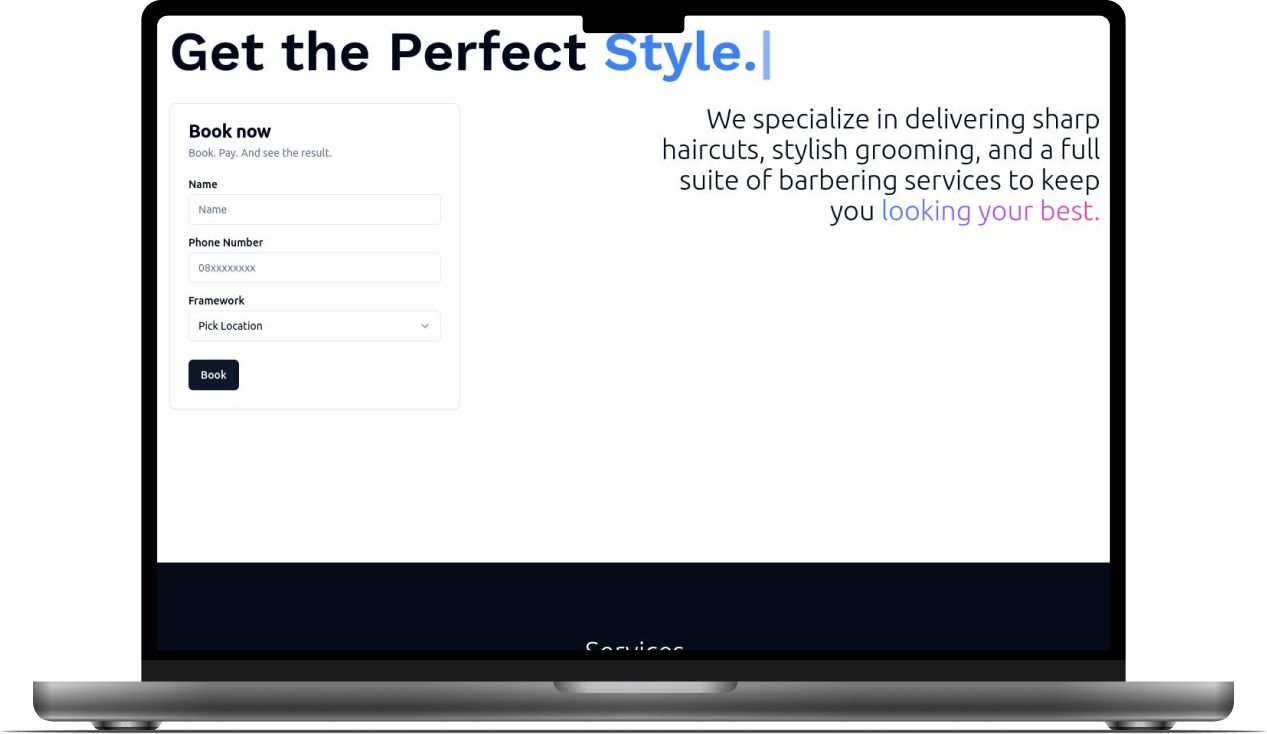 Get the Perfect Style.
Book now
Book. Pay. And see the result.
Name
Name
Phone Number
08xxxxxxxx
Framework
Pick Location
Book
We specialize in delivering sharp
haircuts, stylish grooming, and a full
suite of barbering services to keep
you looking your best.
Services